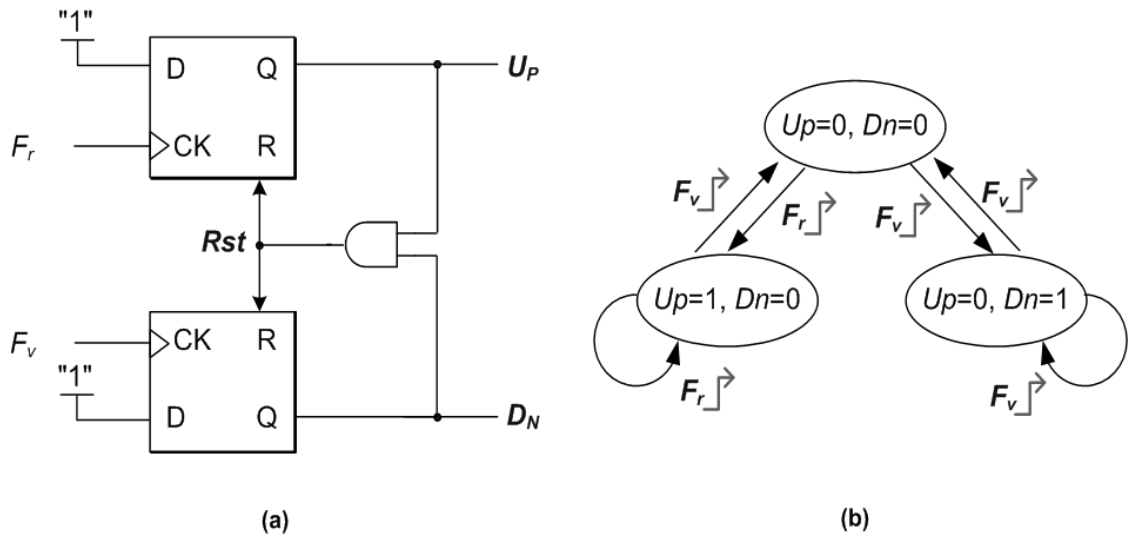 "1"
D Q U_P
F_r CK R
Rst
F_v CK R
"1"
D Q D_N
(a)
Up=0, Dn=0
F_v F_r F_v F_v
Up=1, Dn=0 Up=0, Dn=1
F_r F_v
(b)